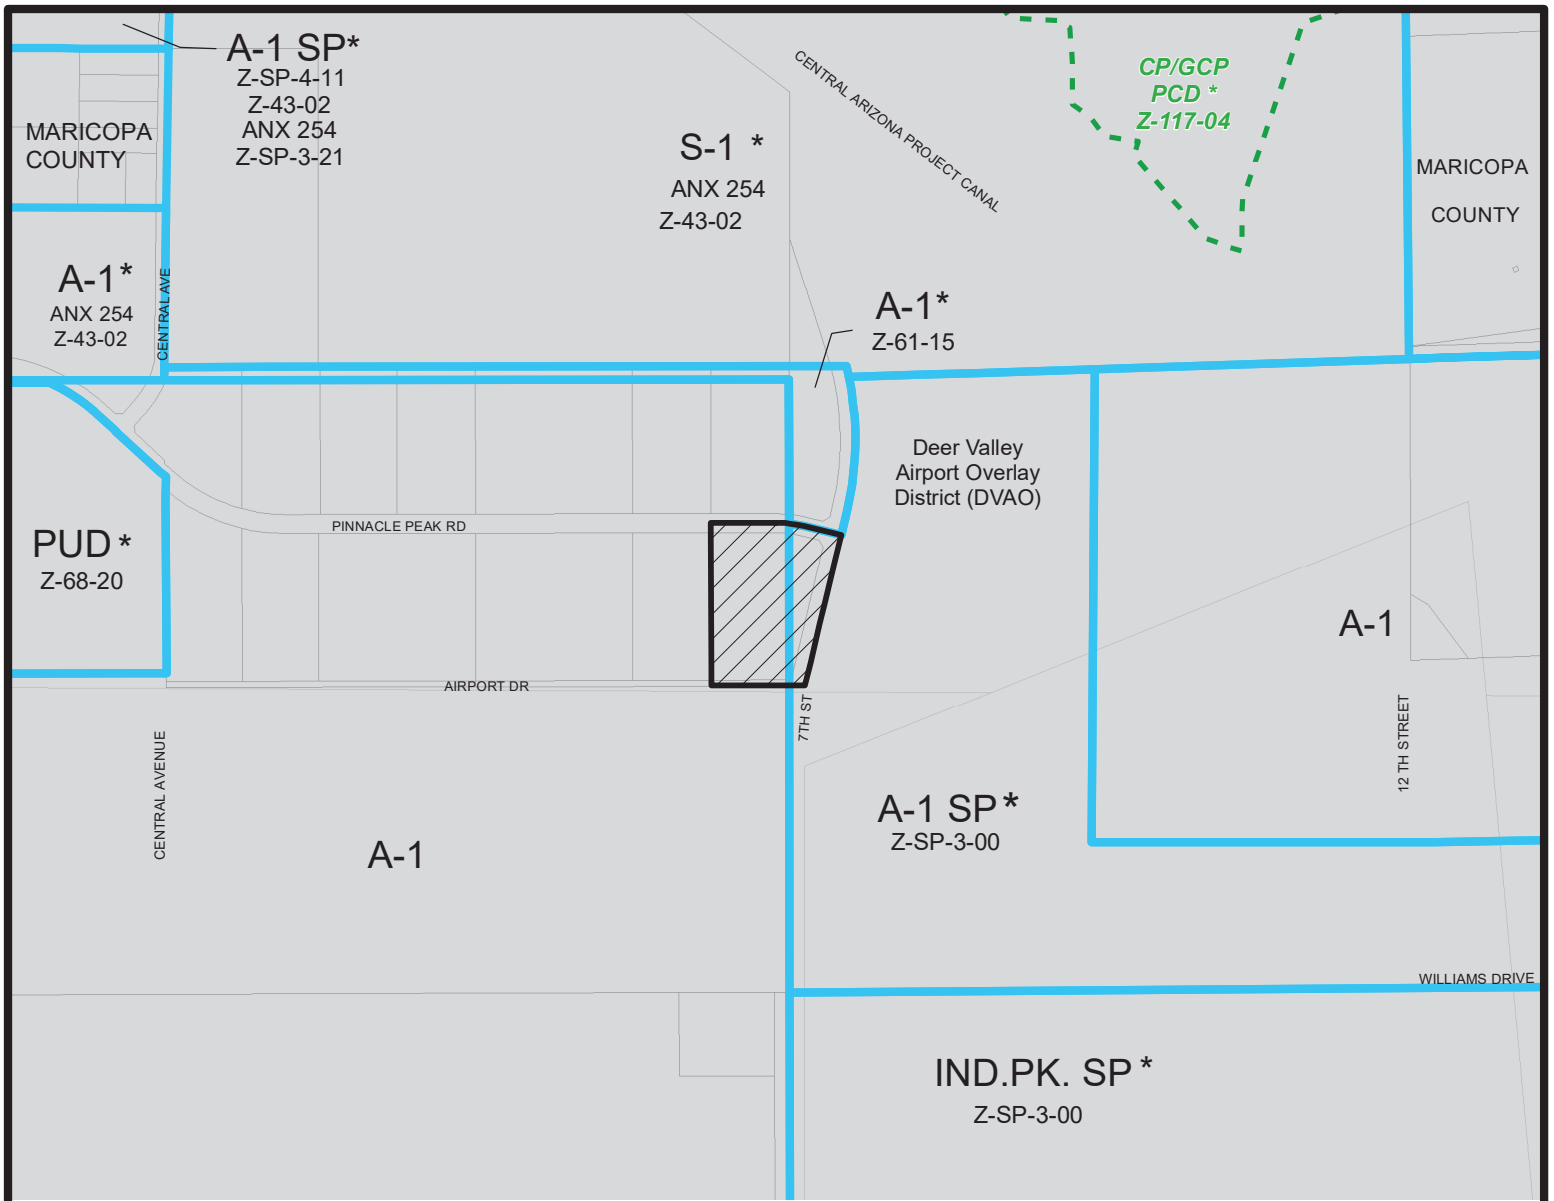 A-1 SP*
Z-SP-4-11
Z-43-02
ANX 254
Z-SP-3-21
MARICOPA
COUNTY
S-1 *
ANX 254
Z-43-02
CENTRAL ARIZONA PROJECT CANAL
CP/GCP
PCD *
Z-117-04
MARICOPA
COUNTY
A-1*
ANX 254
Z-43-02
CENTRAL AVE
A-1*
Z-61-15
Deer Valley
Airport Overlay
District (DVAO)
PINNACLE PEAK RD
PUD *
Z-68-20
A-1
AIRPORT DR
7TH ST
12 TH STREET
CENTRAL AVENUE
A-1 SP*
Z-SP-3-00
A-1
WILLIAMS DRIVE
IND.PK. SP *
Z-SP-3-00